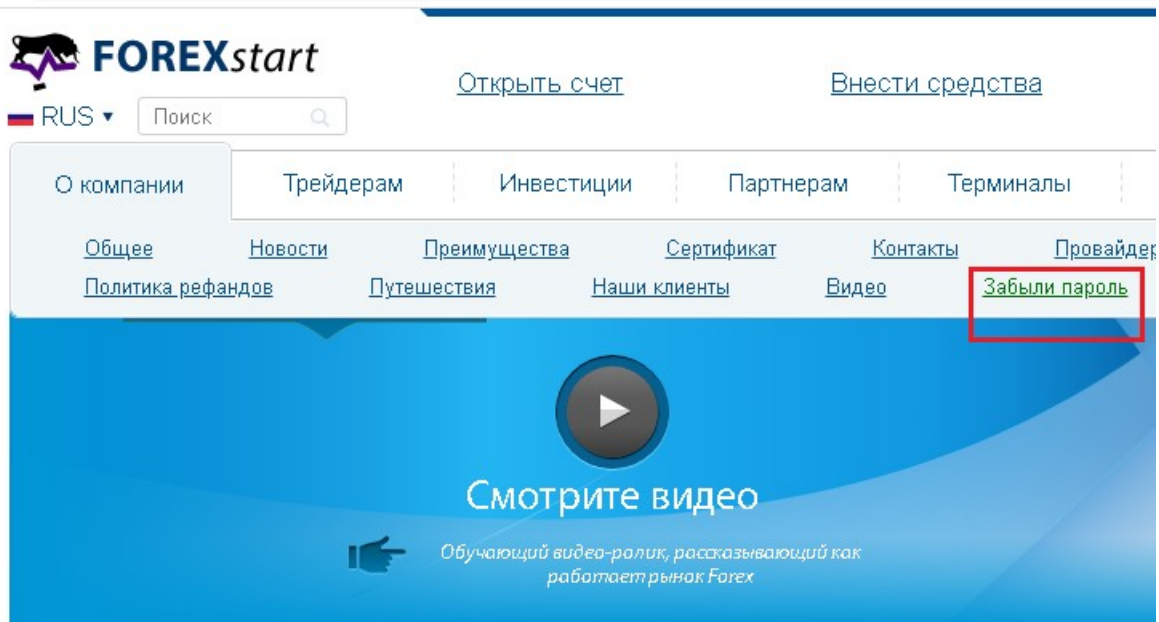 FOREXstart
Открыть счет
Внести средства
RUS
Поиск
О компании
Трейдерам
Инвестиции
Партнерам
Терминалы
Общее
Новости
Преимущества
Сертификат
Контакты
Провайдер
Политика рефандов
Путешествия
Наши клиенты
Видео
Забыли пароль
Смотрите видео
Обучающий видео-ролик, рассказывающий как
работает рынок Forex